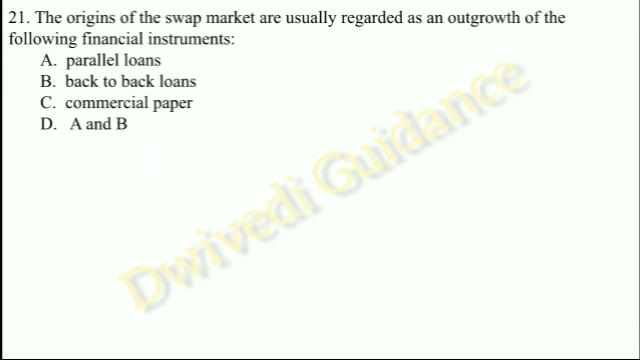 21. The origins of the swap market are usually regarded as an outgrowth of the
following financial instruments:
A. parallel loans
B. back to back loans
C. commercial paper
D. A and B
Dwivedi Guidance